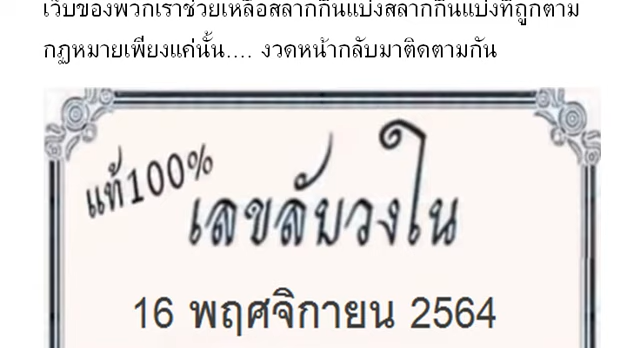 เว็บของพวกเราช่วยเหลือสลากกินแบ่งสลากกินแบ่งที่ถูกตาม
กฎหมายเพียงแค่นั้น.... งวดหน้ากลับมาติดตามกัน
แท้100%
เลขลับวงใน
16 พฤศจิกายน 2564